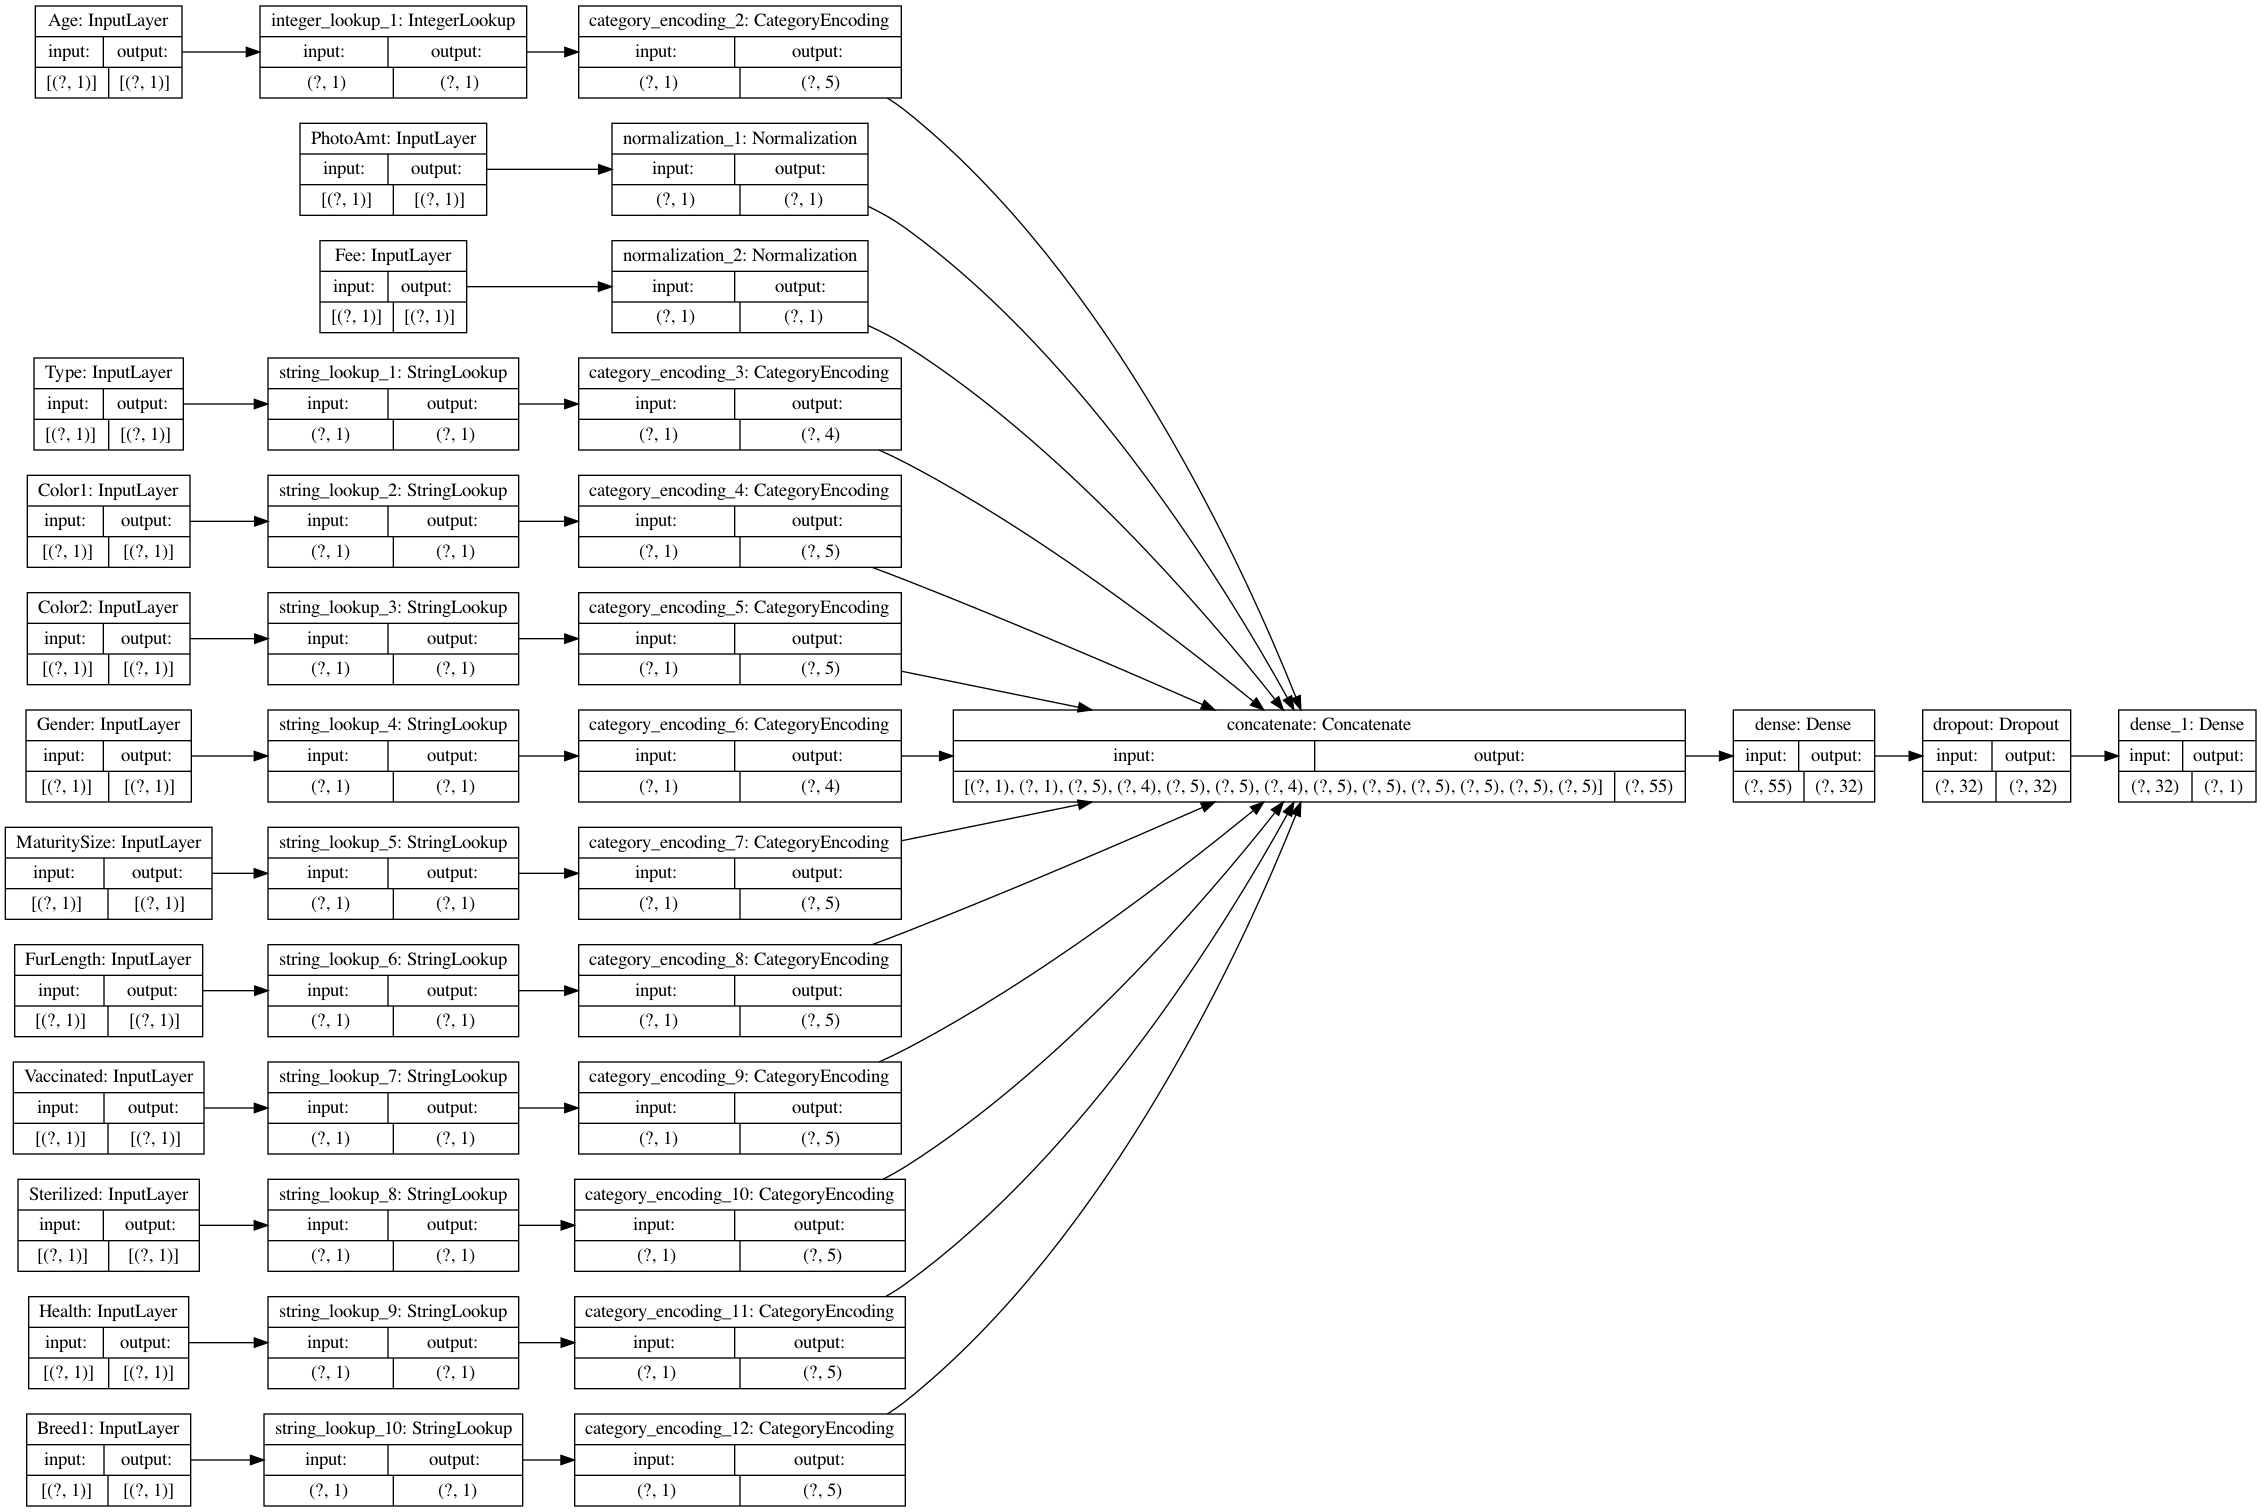 Age: InputLayer
input: output:
[(?, 1)] [(?, 1)]
integer_lookup_1: IntegerLookup
input: output:
(?, 1) (?, 1)
category_encoding_2: CategoryEncoding
input: output:
(?, 1) (?, 5)
PhotoAmt: InputLayer
input: output:
[(?, 1)] [(?, 1)]
normalization_1: Normalization
input: output:
(?, 1) (?, 1)
Fee: InputLayer
input: output:
[(?, 1)] [(?, 1)]
normalization_2: Normalization
input: output:
(?, 1) (?, 1)
Type: InputLayer
input: output:
[(?, 1)] [(?, 1)]
string_lookup_1: StringLookup
input: output:
(?, 1) (?, 1)
category_encoding_3: CategoryEncoding
input: output:
(?, 1) (?, 4)
Color1: InputLayer
input: output:
[(?, 1)] [(?, 1)]
string_lookup_2: StringLookup
input: output:
(?, 1) (?, 1)
category_encoding_4: CategoryEncoding
input: output:
(?, 1) (?, 5)
Color2: InputLayer
input: output:
[(?, 1)] [(?, 1)]
string_lookup_3: StringLookup
input: output:
(?, 1) (?, 1)
category_encoding_5: CategoryEncoding
input: output:
(?, 1) (?, 5)
Gender: InputLayer
input: output:
[(?, 1)] [(?, 1)]
string_lookup_4: StringLookup
input: output:
(?, 1) (?, 1)
category_encoding_6: CategoryEncoding
input: output:
(?, 1) (?, 4)
concatenate: Concatenate
input: output:
[(?, 1), (?, 1), (?, 5), (?, 4), (?, 5), (?, 5), (?, 4), (?, 5), (?, 5), (?, 5), (?, 5), (?, 5), (?, 5)] (?, 55)
dense: Dense
input: output:
(?, 55) (?, 32)
dropout: Dropout
input: output:
(?, 32) (?, 32)
dense_1: Dense
input: output:
(?, 32) (?, 1)
MaturitySize: InputLayer
input: output:
[(?, 1)] [(?, 1)]
string_lookup_5: StringLookup
input: output:
(?, 1) (?, 1)
category_encoding_7: CategoryEncoding
input: output:
(?, 1) (?, 5)
FurLength: InputLayer
input: output:
[(?, 1)] [(?, 1)]
string_lookup_6: StringLookup
input: output:
(?, 1) (?, 1)
category_encoding_8: CategoryEncoding
input: output:
(?, 1) (?, 5)
Vaccinated: InputLayer
input: output:
[(?, 1)] [(?, 1)]
string_lookup_7: StringLookup
input: output:
(?, 1) (?, 1)
category_encoding_9: CategoryEncoding
input: output:
(?, 1) (?, 5)
Sterilized: InputLayer
input: output:
[(?, 1)] [(?, 1)]
string_lookup_8: StringLookup
input: output:
(?, 1) (?, 1)
category_encoding_10: CategoryEncoding
input: output:
(?, 1) (?, 5)
Health: InputLayer
input: output:
[(?, 1)] [(?, 1)]
string_lookup_9: StringLookup
input: output:
(?, 1) (?, 1)
category_encoding_11: CategoryEncoding
input: output:
(?, 1) (?, 5)
Breed1: InputLayer
input: output:
[(?, 1)] [(?, 1)]
string_lookup_10: StringLookup
input: output:
(?, 1) (?, 1)
category_encoding_12: CategoryEncoding
input: output:
(?, 1) (?, 5)